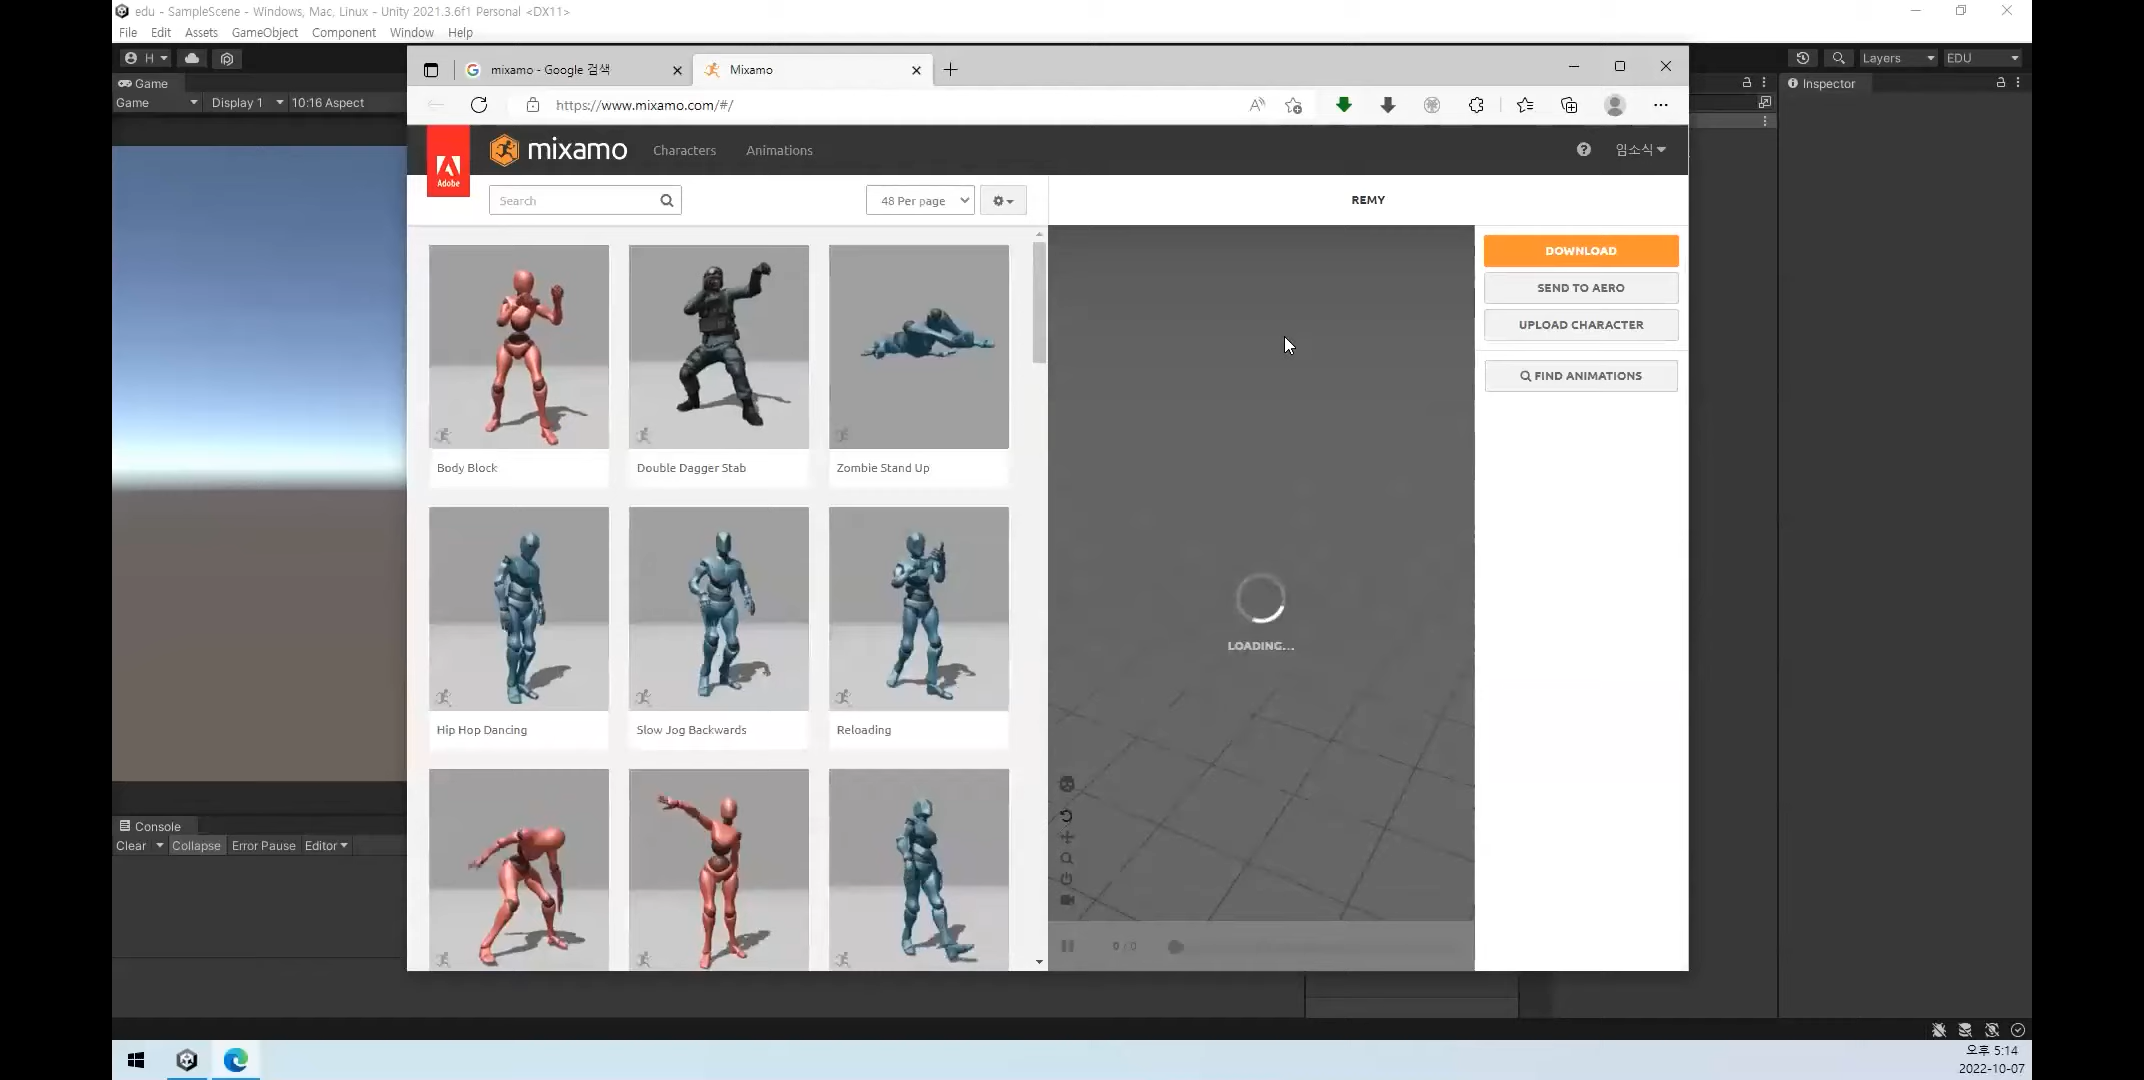 edu - SampleScene - Windows, Mac, Linux - Unity 2021.3.6f1 Personal <DX11>
File Edit Assets GameObject Component Window Help
H
Layers EDU
Game
Inspector
Game Display 1 10:16 Aspect
mixamo - Google 검색
Mixamo
https://www.mixamo.com/#/
Adobe
mixamo Characters Animations
임소식
Search
48 Per page
REMY
DOWNLOAD
SEND TO AERO
UPLOAD CHARACTER
FIND ANIMATIONS
Body Block
Double Dagger Stab
Zombie Stand Up
Hip Hop Dancing
Slow Jog Backwards
Reloading
LOADING...
0 / 0
Console
Clear Collapse Error Pause Editor
오후 5:14
2022-10-07